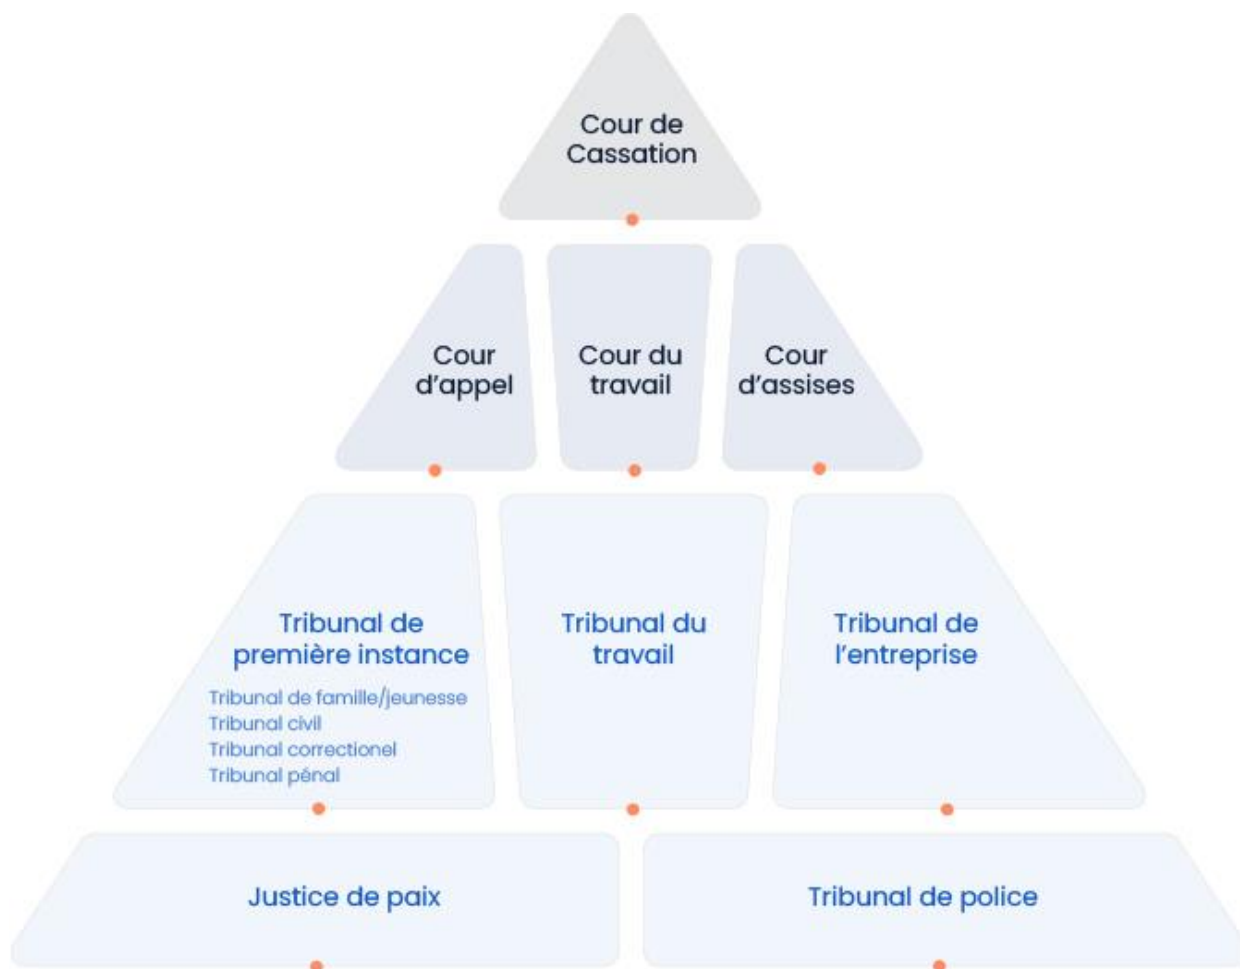 Cour de
Cassation
Cour
d’appel
Cour du
travail
Cour
d’assises
Tribunal de
première instance
Tribunal de famille/jeunesse
Tribunal civil
Tribunal correctionel
Tribunal pénal
Tribunal du
travail
Tribunal de
l’entreprise
Justice de paix
Tribunal de police